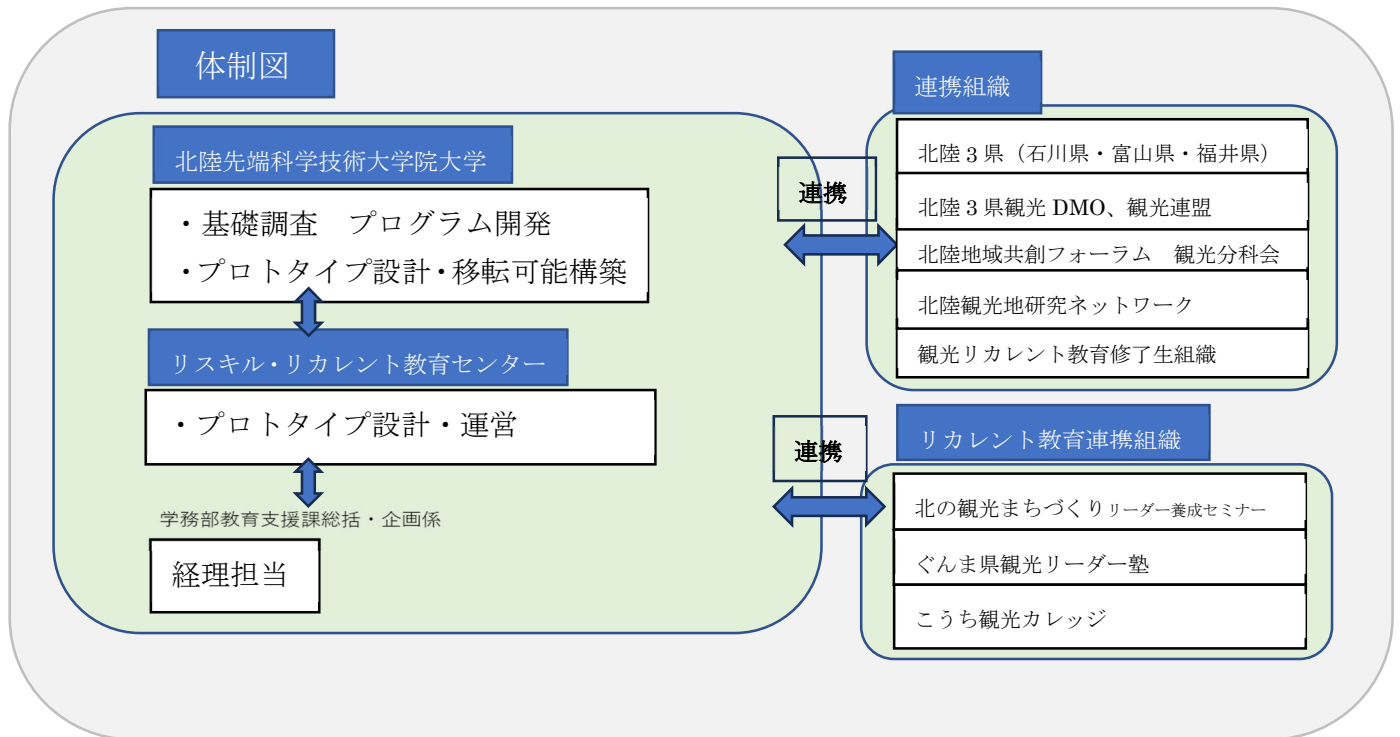 体制図
北陸先端科学技術大学院大学
・基礎調査　プログラム開発
・プロトタイプ設計・移転可能構築
リスキル・リカレント教育センター
・プロトタイプ設計・運営
学務部教育支援課総括・企画係
経理担当
連携
連携組織
北陸３県（石川県・富山県・福井県）
北陸３県観光 DMO、観光連盟
北陸地域共創フォーラム　観光分科会
北陸観光地研究ネットワーク
観光リカレント教育修了生組織
連携
リカレント教育連携組織
北の観光まちづくりリーダー養成セミナー
ぐんま県観光リーダー塾
こうち観光カレッジ